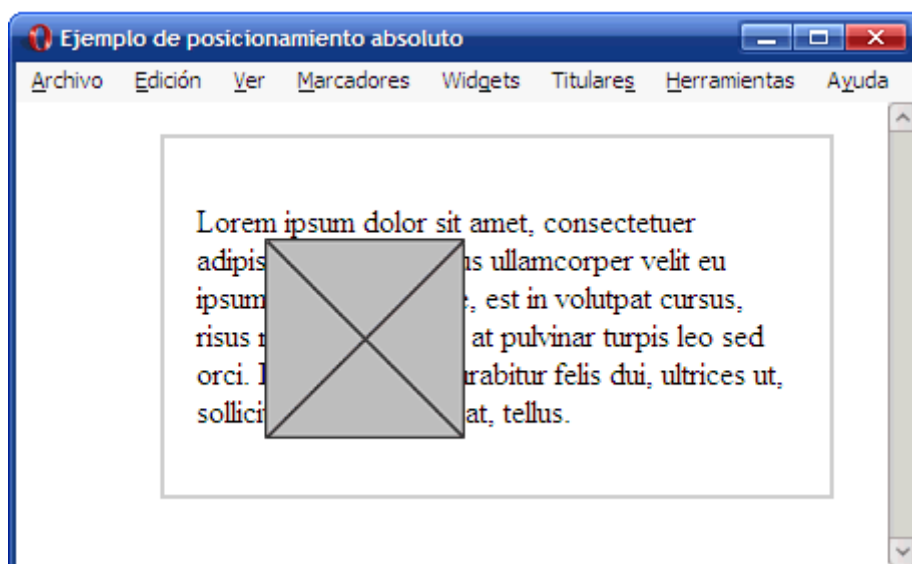 Ejemplo de posicionamiento absoluto
Archivo Edición Ver Marcadores Widgets Titulares Herramientas Ayuda
Lorem ipsum dolor sit amet, consectetuer
adipis us ullamcorper velit eu
ipsum , est in volutpat cursus,
risus at pulvinar turpis leo sed
orci. urabitur felis dui, ultrices ut,
sollici at, tellus.